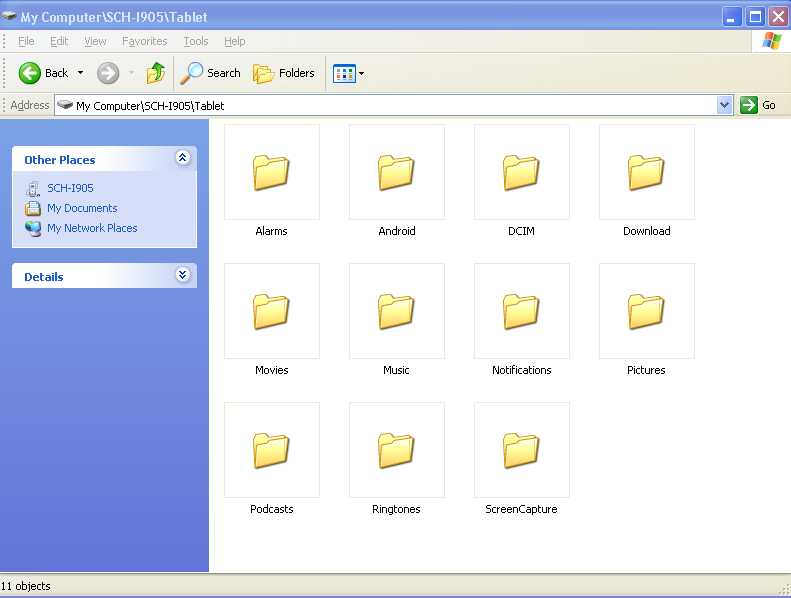 My Computer\SCH-I905\Tablet
File Edit View Favorites Tools Help
Back Search Folders
Address My Computer\SCH-I905\Tablet Go
Other Places
SCH-I905
My Documents
My Network Places
Details
Alarms Android DCIM Download
Movies Music Notifications Pictures
Podcasts Ringtones ScreenCapture
11 objects